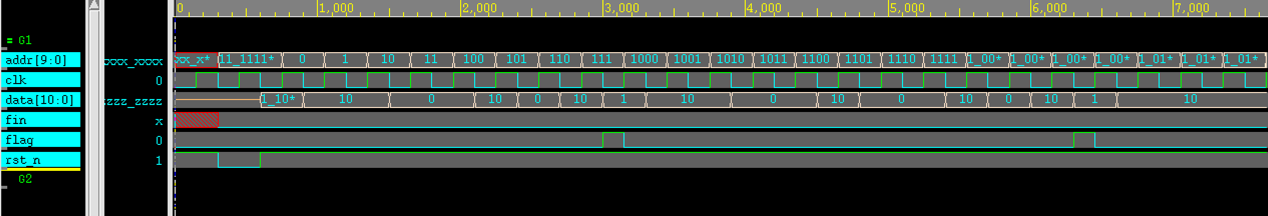 0 1,000 2,000 3,000 4,000 5,000 6,000 7,000
= G1
addr[9:0] xxxx_xxxx xx_x* 11_1111* 0 1 10 11 100 101 110 111 1000 1001 1010 1011 1100 1101 1110 1111 1_00* 1_00* 1_00* 1_00* 1_01* 1_01* 1_01*
clk 0
data[10:0] zzzz_zzzz 1_10* 10 0 10 0 10 1 10 0 10 0 10 0 10 1 10
fin x
flag 0
rst_n 1
G2